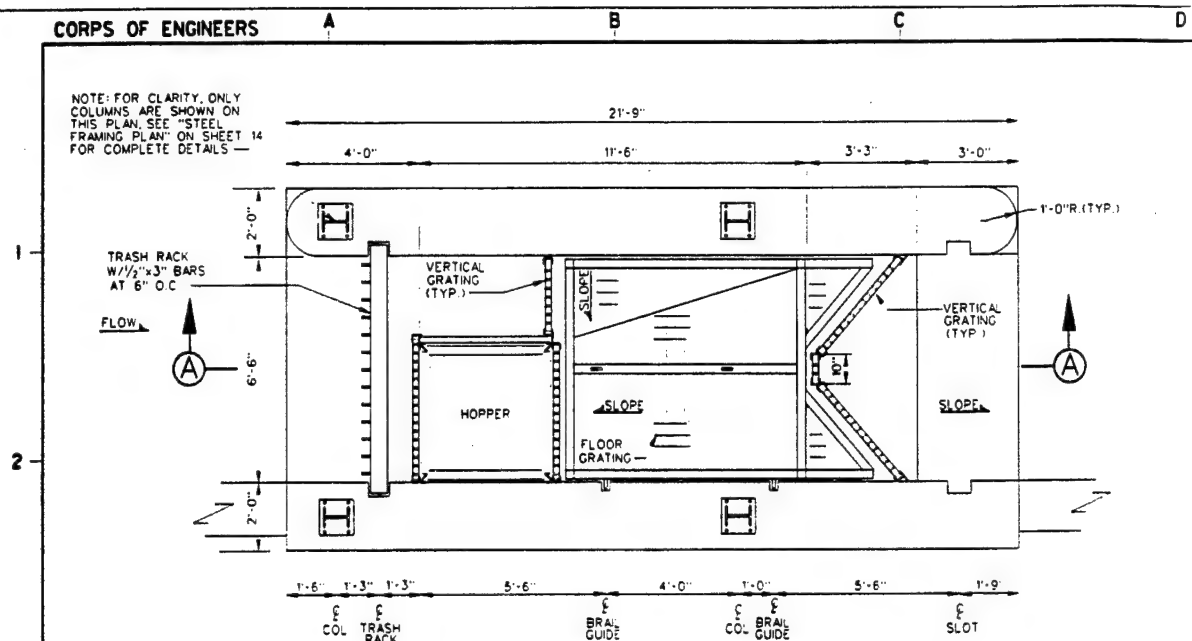 CORPS OF ENGINEERS
A
B
C
D
NOTE: FOR CLARITY, ONLY
COLUMNS ARE SHOWN ON
THIS PLAN, SEE "STEEL
FRAMING PLAN" ON SHEET 14
FOR COMPLETE DETAILS —
21'-9"
4'-0"
11'-6"
3'-3"
3'-0"
2'-0"
1'-0"R.(TYP.)
1
TRASH RACK
W/1/2"x3" BARS
AT 6" O.C
VERTICAL
GRATING
(TYP.)
SLOPE
VERTICAL
GRATING
(TYP.)
FLOW
A
A
6'-6"
10"
HOPPER
SLOPE
SLOPE
FLOOR
GRATING
2
2'-0"
1'-6"
1'-3"
1'-3"
5'-6"
4'-0"
1'-0"
5'-6"
1'-9"
℄
COL
℄
TRASH
RACK
℄
BRAIL
GUIDE
℄
COL
℄
BRAIL
GUIDE
℄
SLOT